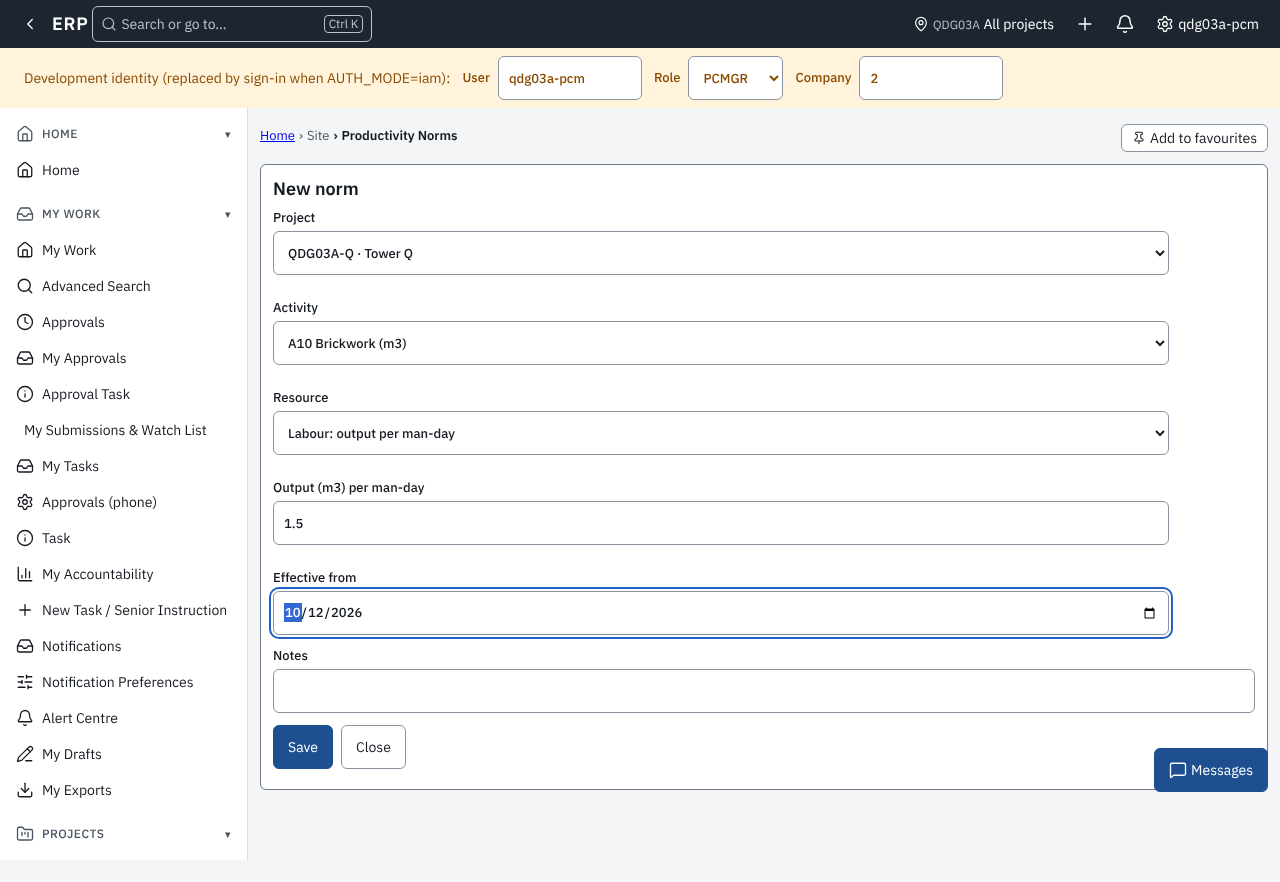 ERP
Search or go to...
Ctrl K
QDG03A All projects
qdg03a-pcm
Development identity (replaced by sign-in when AUTH_MODE=iam):
User
qdg03a-pcm
Role
PCMGR
Company
2
HOME
Home
MY WORK
My Work
Advanced Search
Approvals
My Approvals
Approval Task
My Submissions & Watch List
My Tasks
Approvals (phone)
Task
My Accountability
New Task / Senior Instruction
Notifications
Notification Preferences
Alert Centre
My Drafts
My Exports
PROJECTS
Home › Site › Productivity Norms
Add to favourites
New norm
Project
QDG03A-Q · Tower Q
Activity
A10 Brickwork (m3)
Resource
Labour: output per man-day
Output (m3) per man-day
1.5
Effective from
10/12/2026
Notes
Save
Close
Messages